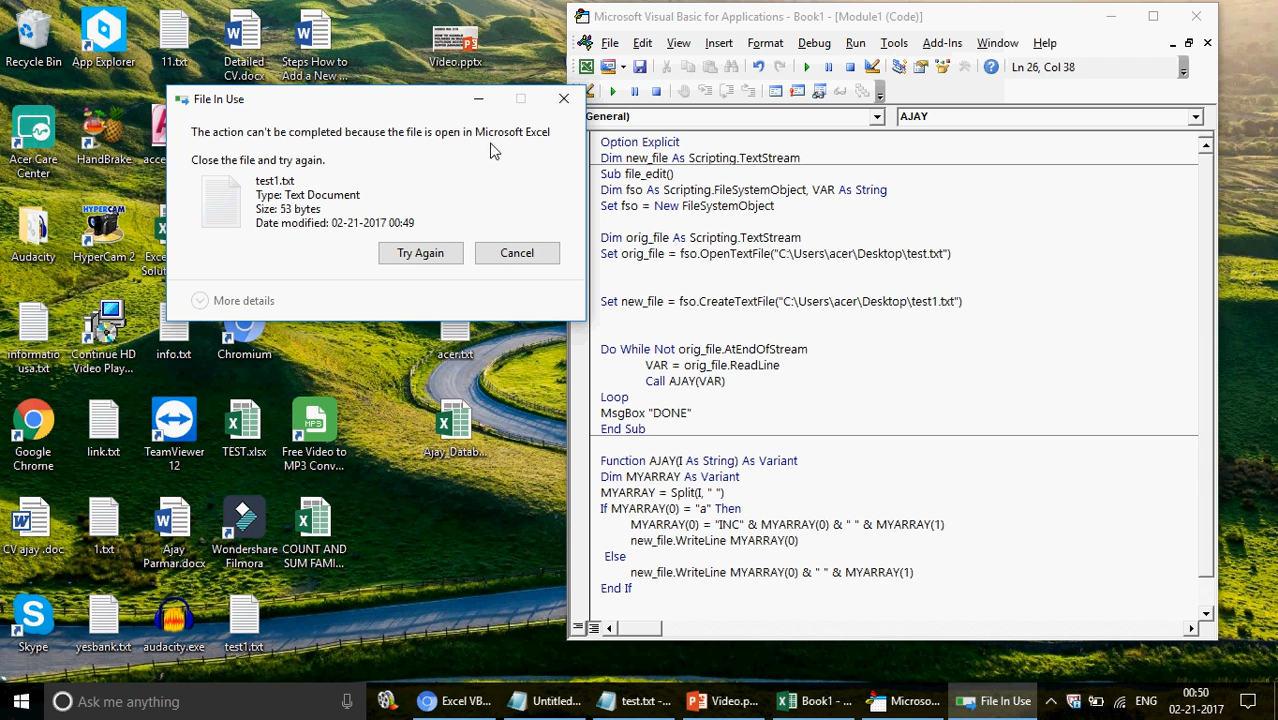 Recycle Bin
App Explorer
11.txt
Detailed
CV.docx
Steps How to
Add a New ...
Video.pptx
Microsoft Visual Basic for Applications - Book1 - [Module1 (Code)]
File Edit View Insert Format Debug Run Tools Add-Ins Window Help
Ln 26, Col 38
General)
AJAY
File In Use
The action can't be completed because the file is open in Microsoft Excel
Close the file and try again.
test1.txt
Type: Text Document
Size: 53 bytes
Date modified: 02-21-2017 00:49
Try Again
Cancel
More details
Acer Care
Center
HandBrake
acce
Audacity
HyperCam 2
HYPERCAM
Exce
Solut
informatio
usa.txt
Continue HD
Video Play...
info.txt
Chromium
acer.txt
Google
Chrome
link.txt
TeamViewer
12
TEST.xlsx
MP3
Free Video to
MP3 Conv...
Ajay_Datab...
CV ajay .doc
1.txt
Ajay
Parmar.docx
Wondershare
Filmora
COUNT AND
SUM FAMI...
Skype
yesbank.txt
audacity.exe
test1.txt
Option Explicit
Dim new_file As Scripting.TextStream
Sub file_edit()
Dim fso As Scripting.FileSystemObject, VAR As String
Set fso = New FileSystemObject
Dim orig_file As Scripting.TextStream
Set orig_file = fso.OpenTextFile("C:\Users\acer\Desktop\test.txt")
Set new_file = fso.CreateTextFile("C:\Users\acer\Desktop\test1.txt")
Do While Not orig_file.AtEndOfStream
VAR = orig_file.ReadLine
Call AJAY(VAR)
Loop
MsgBox "DONE"
End Sub
Function AJAY(I As String) As Variant
Dim MYARRAY As Variant
MYARRAY = Split(I, " ")
If MYARRAY(0) = "a" Then
MYARRAY(0) = "INC" & MYARRAY(0) & " " & MYARRAY(1)
new_file.WriteLine MYARRAY(0)
Else
new_file.WriteLine MYARRAY(0) & " " & MYARRAY(1)
End If
Ask me anything
Excel VB...
Untitled...
test.txt -...
Video.p...
Book1 - ...
Microso...
File In Use
ENG
00:50
02-21-2017